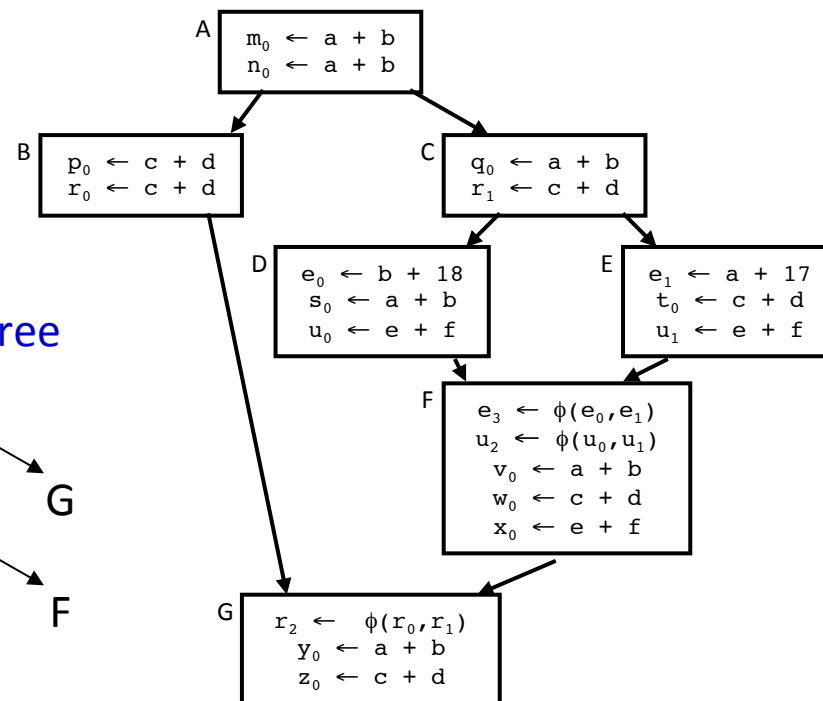 A
m₀ ← a + b
n₀ ← a + b
B
p₀ ← c + d
r₀ ← c + d
C
q₀ ← a + b
r₁ ← c + d
D
e₀ ← b + 18
s₀ ← a + b
u₀ ← e + f
E
e₁ ← a + 17
t₀ ← c + d
u₁ ← e + f
ree
G
F
F
e₃ ← ϕ(e₀,e₁)
u₂ ← ϕ(u₀,u₁)
v₀ ← a + b
w₀ ← c + d
x₀ ← e + f
G
r₂ ← ϕ(r₀,r₁)
y₀ ← a + b
z₀ ← c + d